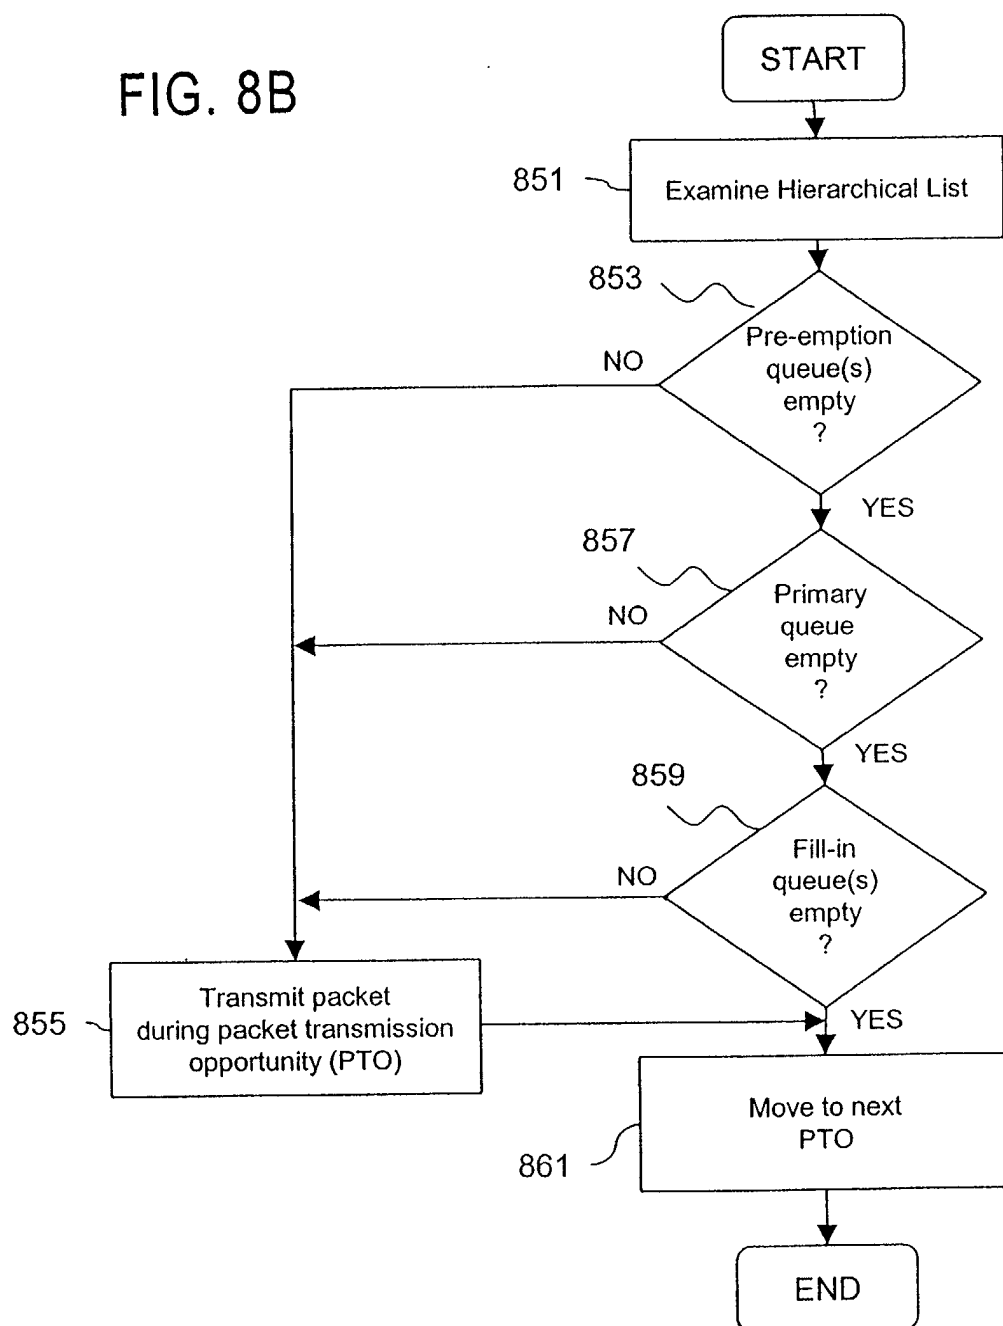 FIG. 8B
START
851
Examine Hierarchical List
853
Pre-emption
queue(s)
empty
?
NO
YES
857
Primary
queue
empty
?
NO
YES
859
Fill-in
queue(s)
empty
?
NO
YES
855
Transmit packet
during packet transmission
opportunity (PTO)
Move to next
PTO
861
END